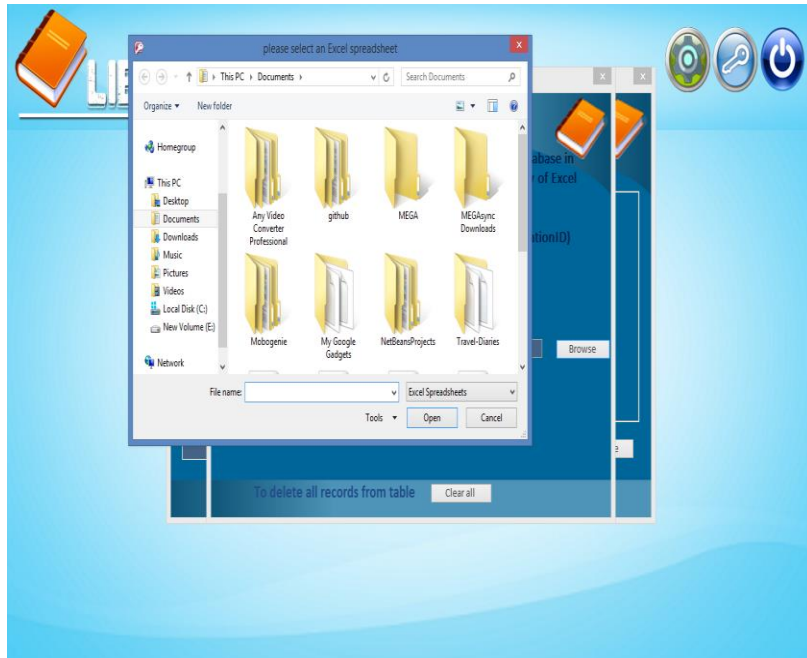 please select an Excel spreadsheet
x
This PC
Documents
Search Documents
x
x
Organize
New folder
Homegroup
This PC
Desktop
Documents
Downloads
Music
Pictures
Videos
Local Disk (C:)
New Volume (E:)
Network
Any Video
Converter
Professional
github
MEGA
MEGAsync
Downloads
Mobogenie
My Google
Gadgets
NetBeansProjects
Travel-Diaries
abase in
of Excel
ationID)
Browse
File name:
Excel Spreadsheets
Tools
Open
Cancel
To delete all records from table
Clear all